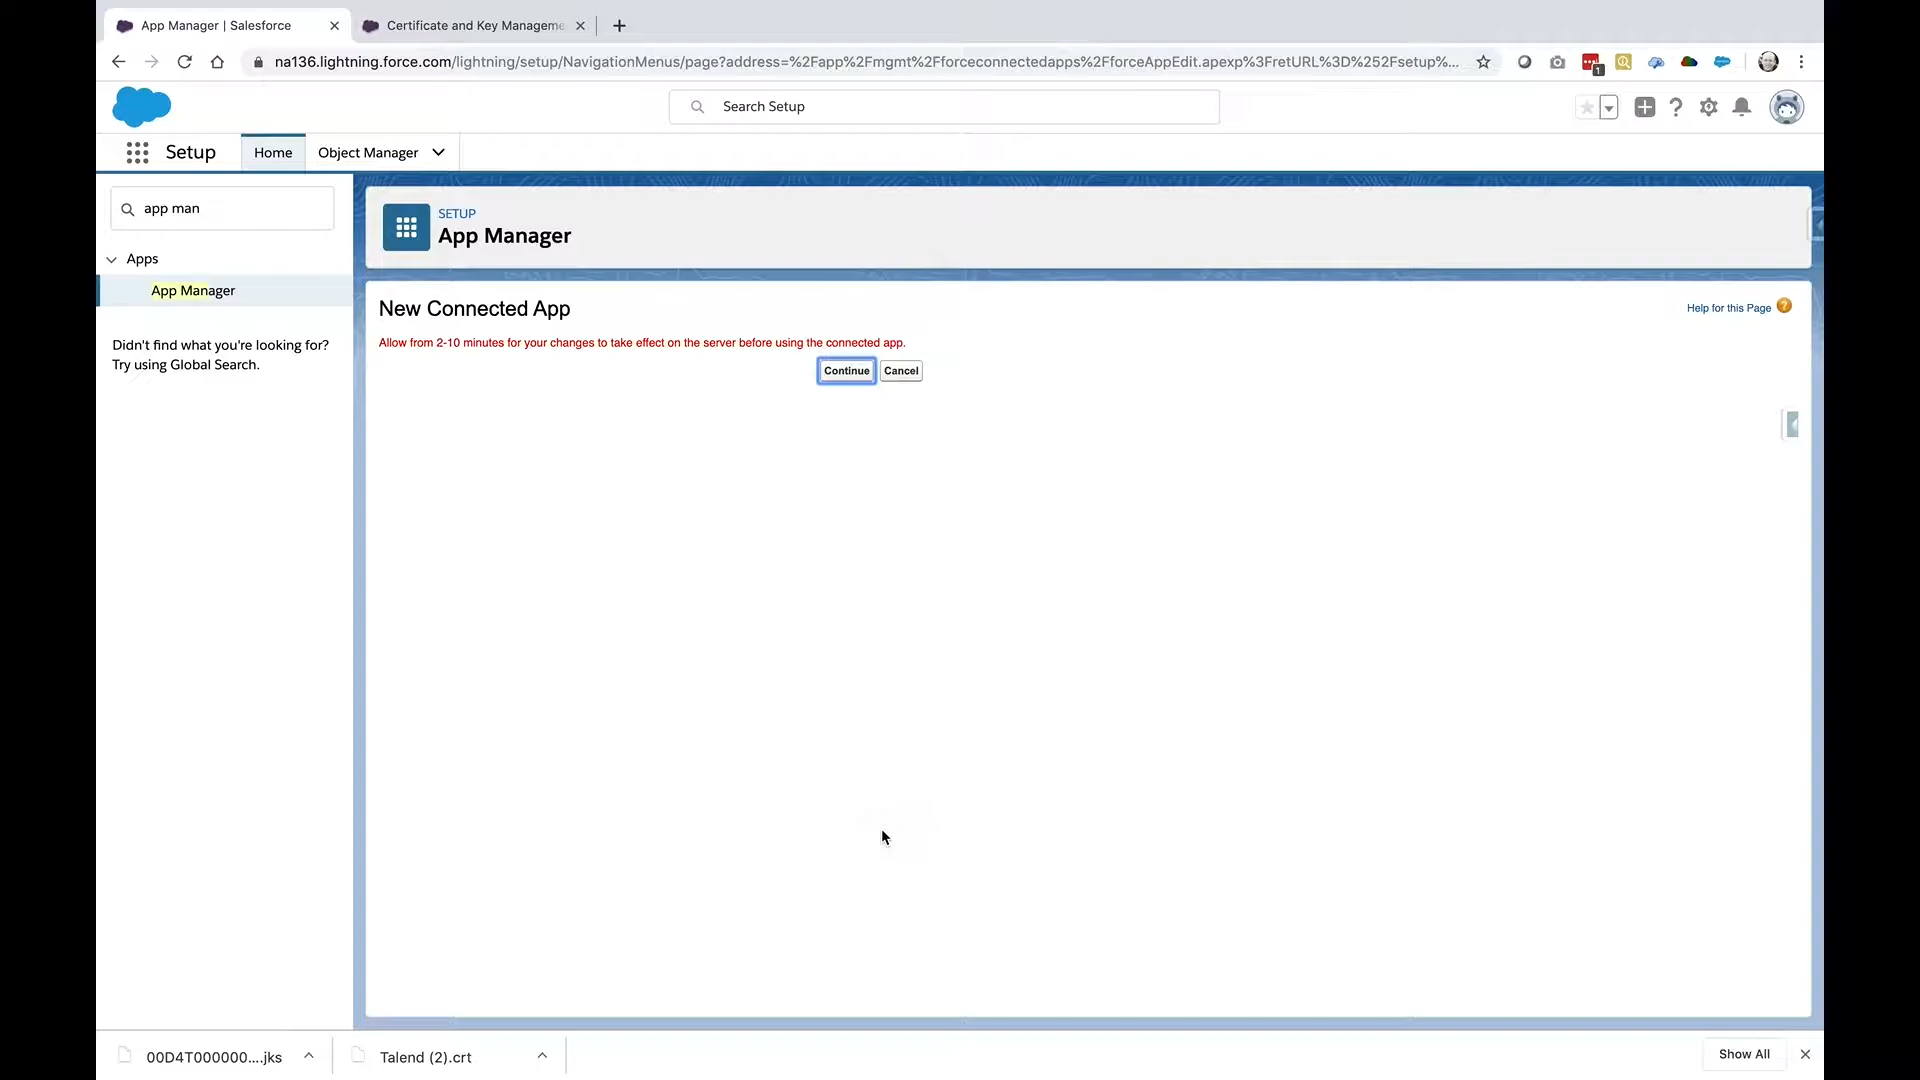 App Manager | Salesforce
Certificate and Key Manageme
na136.lightning.force.com/lightning/setup/NavigationMenus/page?address=%2Fapp%2Fmgmt%2Fforceconnectedapps%2FforceAppEdit.apexp%3FretURL%3D%252Fsetup%...
1
Search Setup
Setup
Home
Object Manager
app man
Apps
App Manager
Didn't find what you're looking for?
Try using Global Search.
SETUP
App Manager
New Connected App
Help for this Page
Allow from 2-10 minutes for your changes to take effect on the server before using the connected app.
Continue
Cancel
00D4T000000....jks
Talend (2).crt
Show All